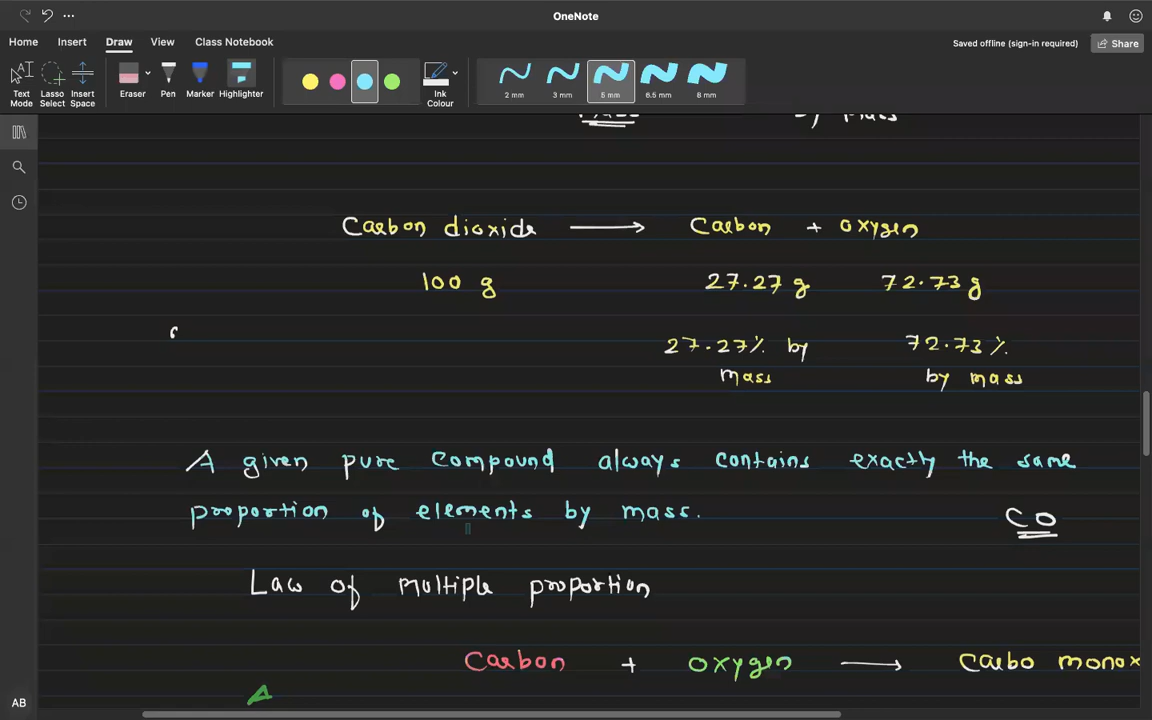 OneNote
Home Insert Draw View Class Notebook
Saved offline (sign-in required) Share
Text Mode Lasso Select Insert Space Eraser Pen Marker Highlighter Ink Colour 2 mm 3 mm 5 mm 6.5 mm 8 mm
Mass by Mass
Carbon dioxide → Carbon + oxygen
100 g 27.27 g 72.73 g
27.27% by 72.73%
mass by mass
A given pure compound always contains exactly the same
proportion of elements by mass.
CO
Law of multiple proportion
Carbon + oxygen → Carbo monox
A
AB